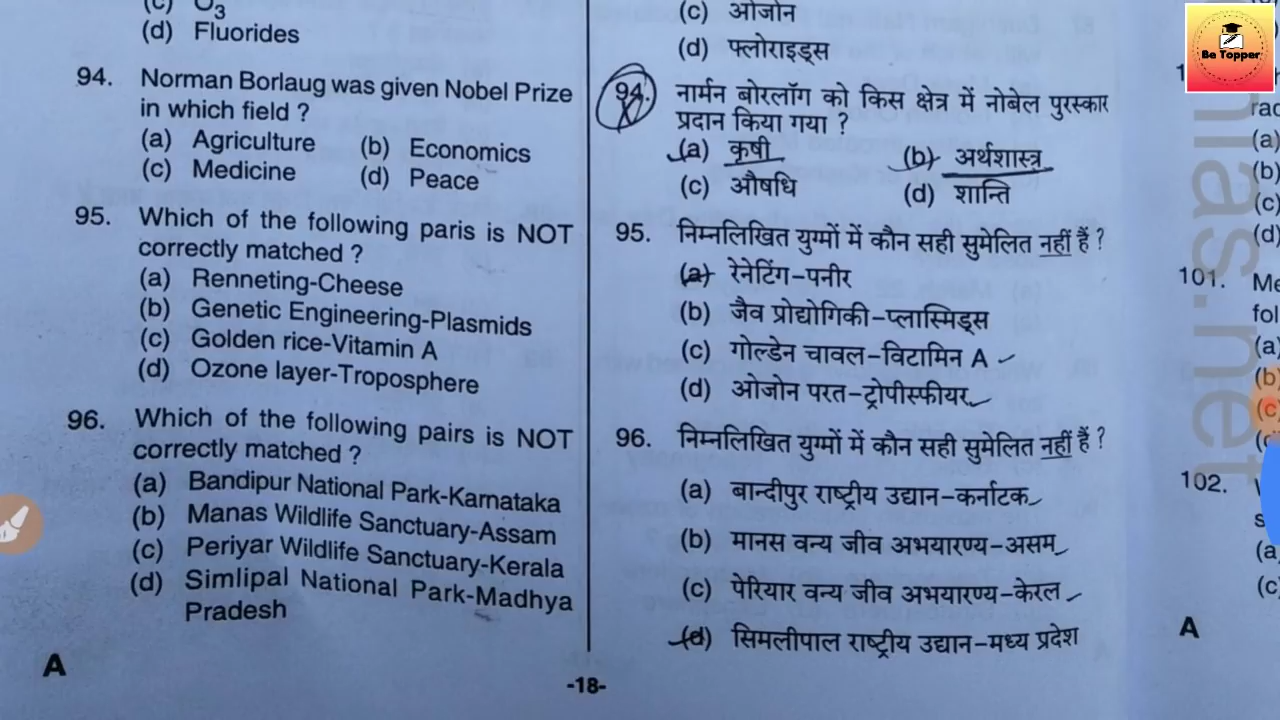 (c) O3
(d) Fluorides
94. Norman Borlaug was given Nobel Prize
in which field ?
(a) Agriculture (b) Economics
(c) Medicine (d) Peace
95. Which of the following paris is NOT
correctly matched ?
(a) Renneting-Cheese
(b) Genetic Engineering-Plasmids
(c) Golden rice-Vitamin A
(d) Ozone layer-Troposphere
96. Which of the following pairs is NOT
correctly matched ?
(a) Bandipur National Park-Karnataka
(b) Manas Wildlife Sanctuary-Assam
(c) Periyar Wildlife Sanctuary-Kerala
(d) Simlipal National Park-Madhya
Pradesh
A
-18-
(c) ओजोन
(d) फ्लोराइड्स
94. नार्मन बोरलॉग को किस क्षेत्र में नोबेल पुरस्कार
प्रदान किया गया ?
(a) कृषी (b) अर्थशास्त्र
(c) औषधि (d) शान्ति
95. निम्नलिखित युग्मों में कौन सही सुमेलित नहीं हैं ?
(a) रेनेटिंग-पनीर
(b) जैव प्रोद्योगिकी-प्लास्मिड्स
(c) गोल्डेन चावल-विटामिन A
(d) ओजोन परत-ट्रोपीस्फीयर
96. निम्नलिखित युग्मों में कौन सही सुमेलित नहीं हैं ?
(a) बान्दीपुर राष्ट्रीय उद्यान-कर्नाटक
(b) मानस वन्य जीव अभयारण्य-असम
(c) पेरियार वन्य जीव अभयारण्य-केरल
(d) सिमलीपाल राष्ट्रीय उद्यान-मध्य प्रदेश
Be Topper
(a)
(b)
(c)
(d)
101. Me
fol
(a)
(b)
(c)
102.
(a)
(c)
A